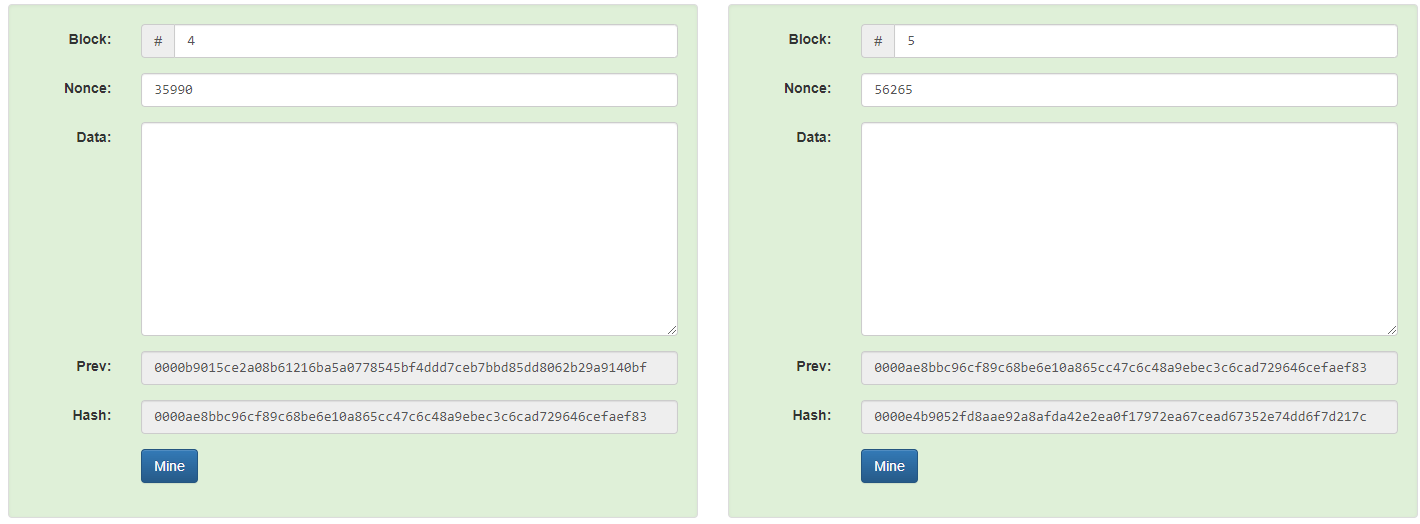 Block: # 4
Nonce: 35990
Data:
Prev: 0000b9015ce2a08b61216ba5a0778545bf4ddd7ceb7bbd85dd8062b29a9140bf
Hash: 0000ae8bbc96cf89c68be6e10a865cc47c6c48a9ebec3c6cad729646cefaef83
Mine
Block: # 5
Nonce: 56265
Data:
Prev: 0000ae8bbc96cf89c68be6e10a865cc47c6c48a9ebec3c6cad729646cefaef83
Hash: 0000e4b9052fd8aae92a8afda42e2ea0f17972ea67cead67352e74dd6f7d217c
Mine